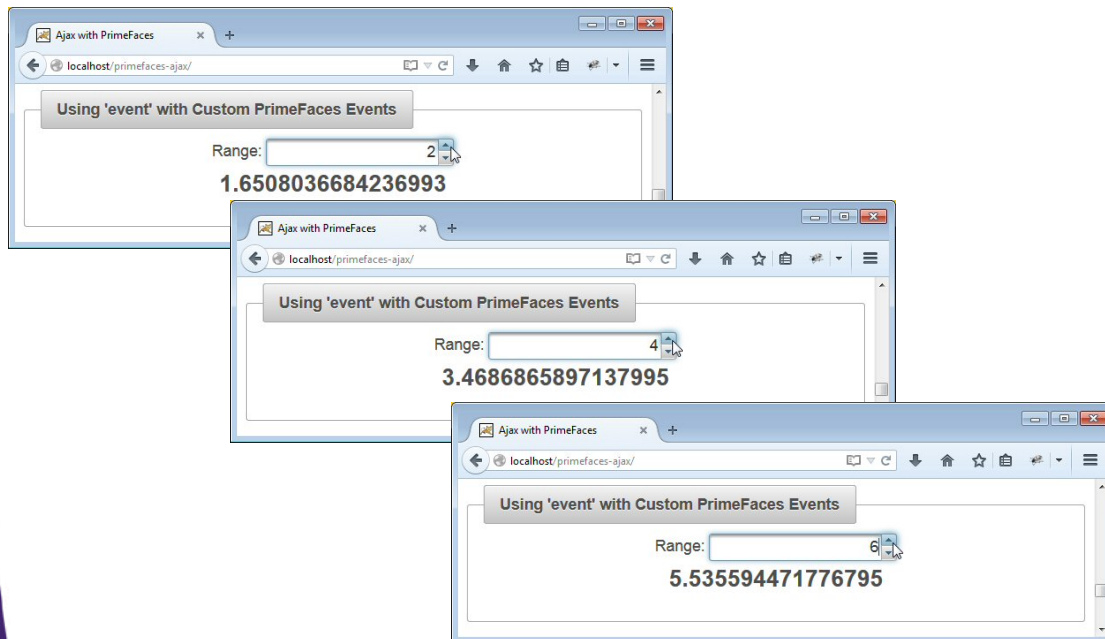 Ajax with PrimeFaces
localhost/primefaces-ajax/
Using 'event' with Custom PrimeFaces Events
Range: 2
1.6508036684236993
Ajax with PrimeFaces
localhost/primefaces-ajax/
Using 'event' with Custom PrimeFaces Events
Range: 4
3.4686865897137995
Ajax with PrimeFaces
localhost/primefaces-ajax/
Using 'event' with Custom PrimeFaces Events
Range: 6
5.535594471776795